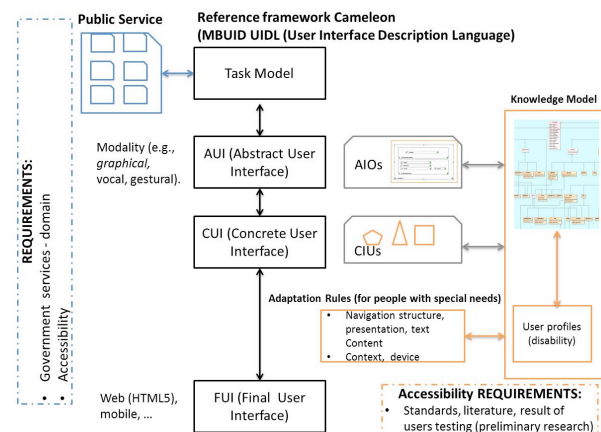 Public Service
Reference framework Cameleon
(MBUID UIDL (User Interface Description Language)
Task Model
Knowledge Model
REQUIREMENTS:
• Government services - domain
• Accessibility
Modality (e.g.,
graphical,
vocal, gestural).
AUI (Abstract User
Interface)
AIOs
CUI (Concrete User
Interface)
CIUs
Adaptation Rules (for people with special needs)
• Navigation structure,
presentation, text
Content
• Context, device
User profiles
(disability)
Web (HTML5),
mobile, ...
FUI (Final User
Interface)
Accessibility REQUIREMENTS:
• Standards, literature, result of
users testing (preliminary research)